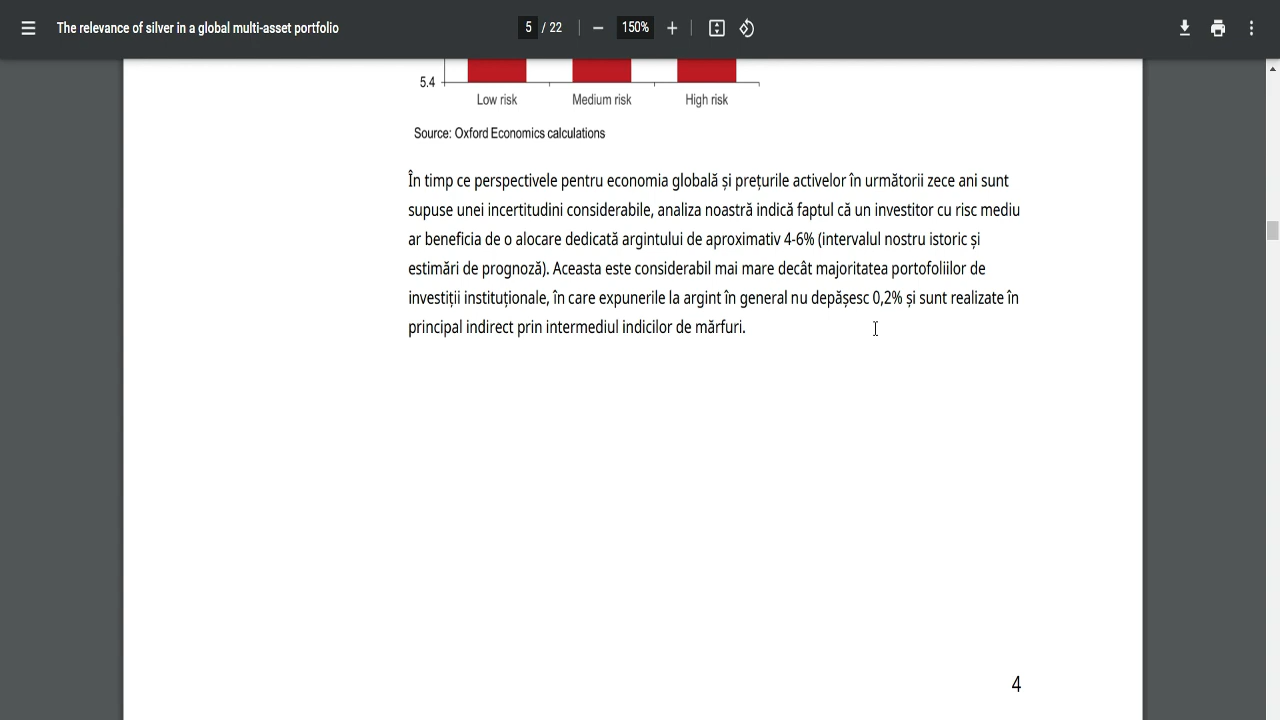 The relevance of silver in a global multi-asset portfolio
5 / 22
150%
5.4
Low risk Medium risk High risk
Source: Oxford Economics calculations
În timp ce perspectivele pentru economia globală și prețurile activelor în următorii zece ani sunt
supuse unei incertitudini considerabile, analiza noastră indică faptul că un investitor cu risc mediu
ar beneficia de o alocare dedicată argintului de aproximativ 4-6% (intervalul nostru istoric și
estimări de prognoză). Aceasta este considerabil mai mare decât majoritatea portofoliilor de
investiții instituționale, în care expunerile la argint în general nu depășesc 0,2% și sunt realizate în
principal indirect prin intermediul indicilor de mărfuri.
4